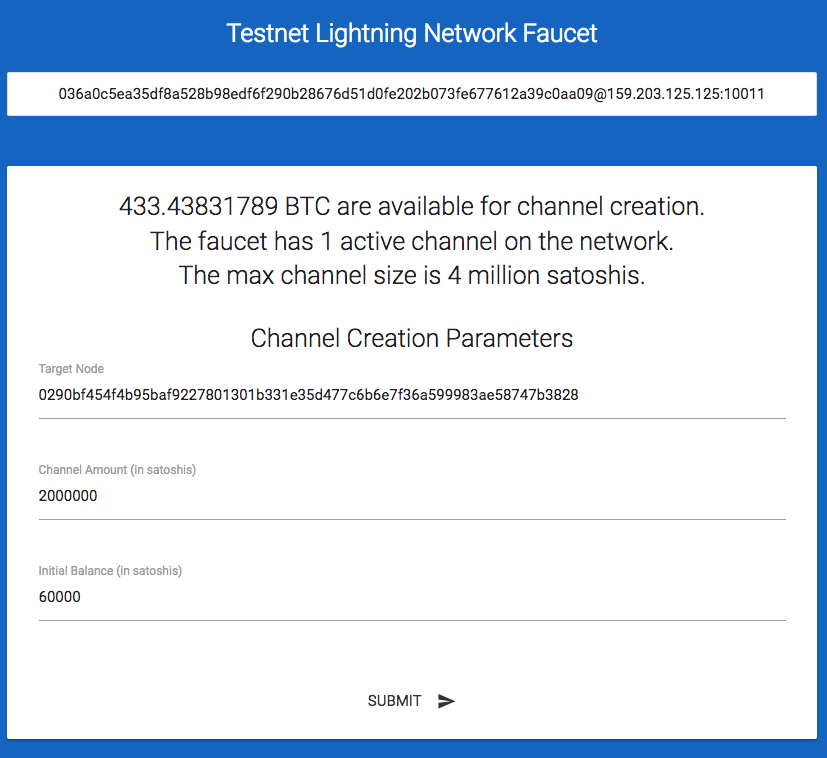 Testnet Lightning Network Faucet
036a0c5ea35df8a528b98edf6f290b28676d51d0fe202b073fe677612a39c0aa09@159.203.125.125:10011
433.43831789 BTC are available for channel creation.
The faucet has 1 active channel on the network.
The max channel size is 4 million satoshis.
Channel Creation Parameters
Target Node
0290bf454f4b95baf9227801301b331e35d477c6b6e7f36a599983ae58747b3828
Channel Amount (in satoshis)
2000000
Initial Balance (in satoshis)
60000
SUBMIT